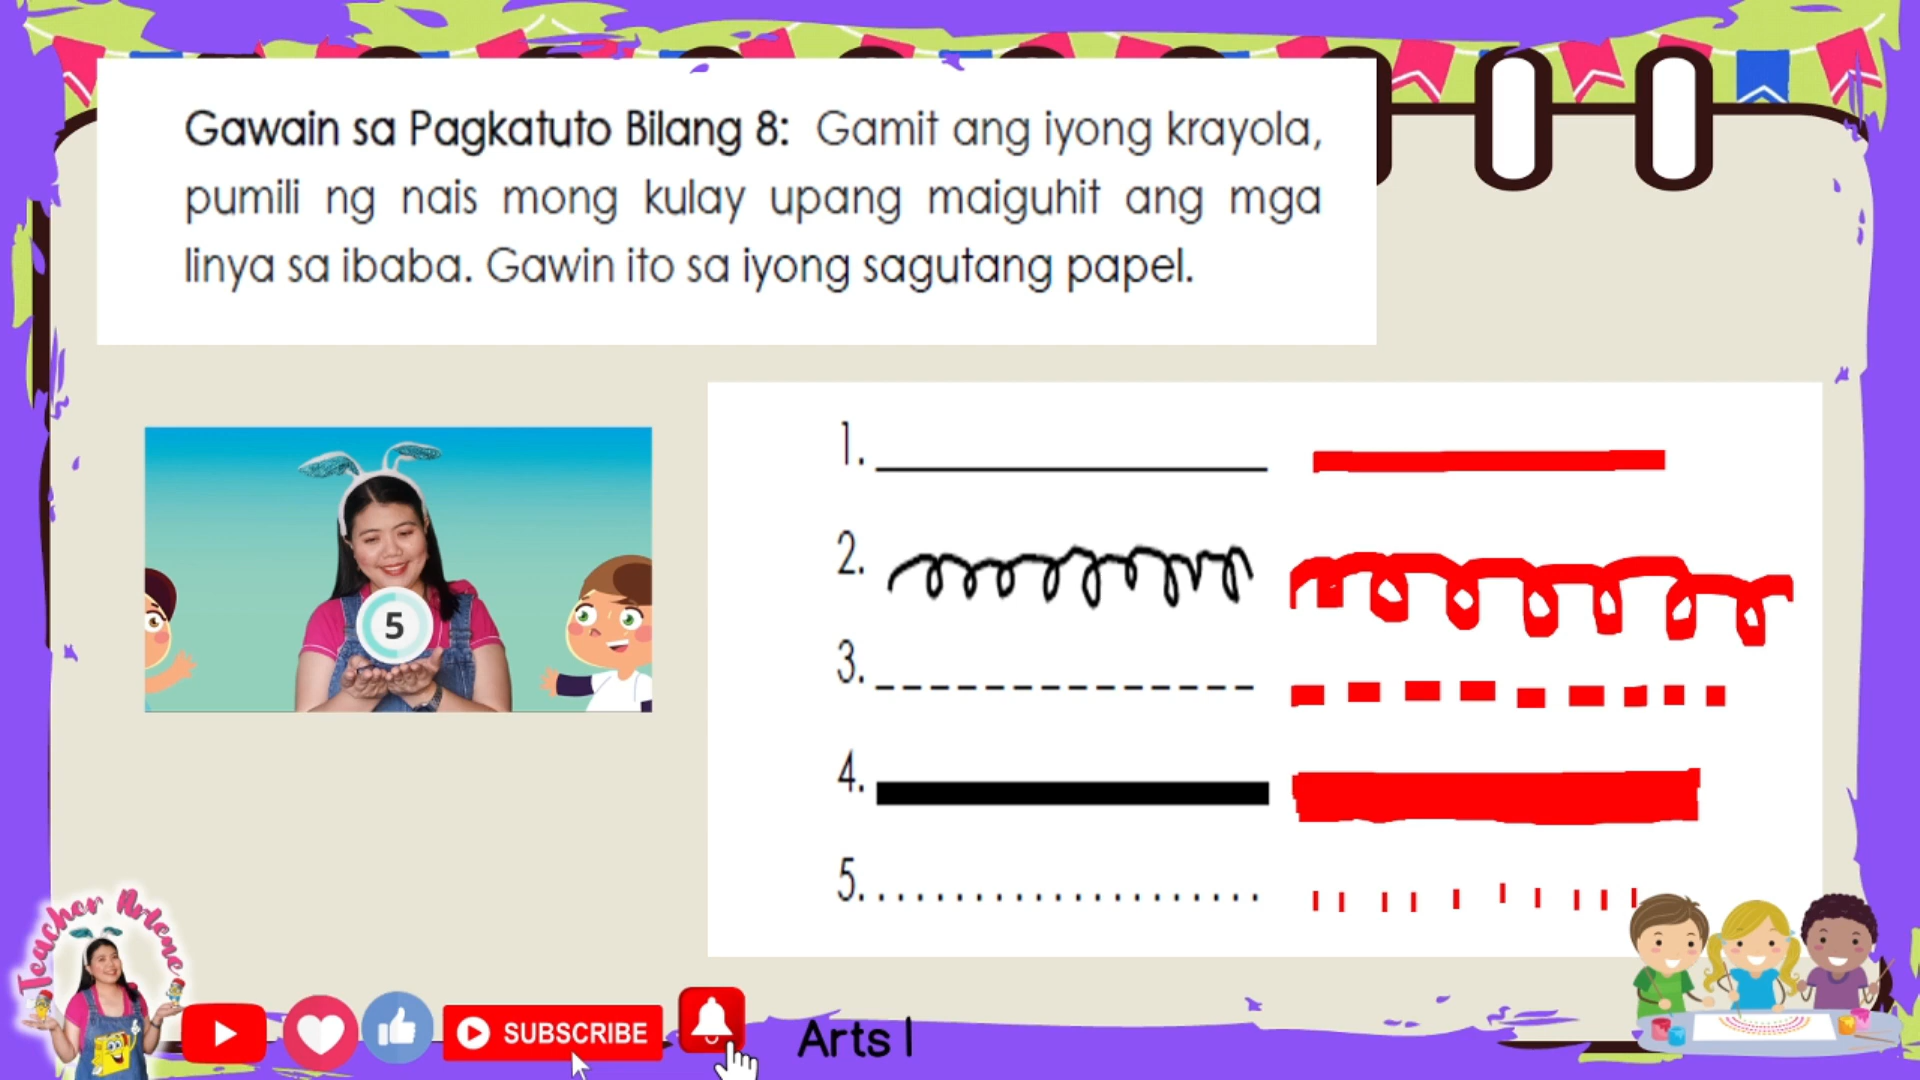 Gawain sa Pagkatuto Bilang 8: Gamit ang iyong krayola,
pumili ng nais mong kulay upang maiguhit ang mga
linya sa ibaba. Gawin ito sa iyong sagutang papel.
1.
2.
3.
4.
5.
5
Teacher Arlene
SUBSCRIBE
Arts 1